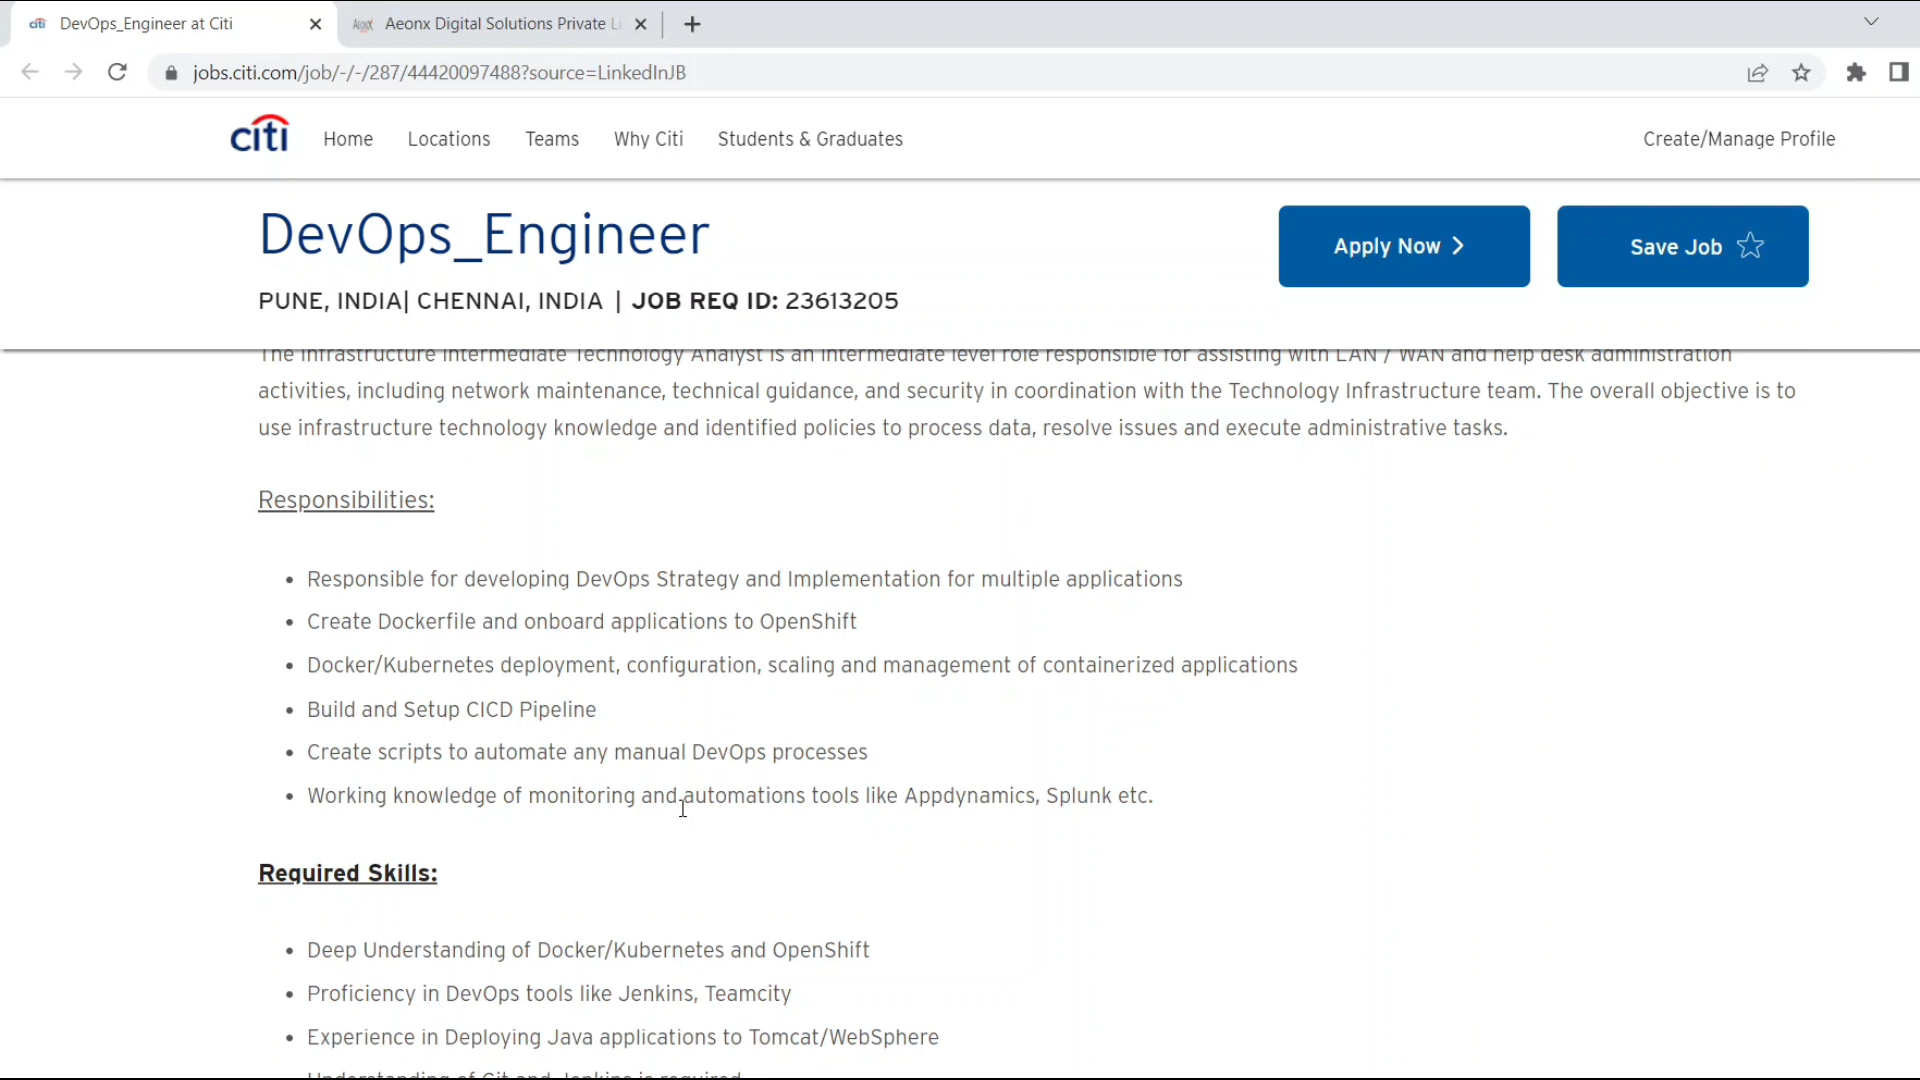 citi DevOps_Engineer at Citi
Aeonx Digital Solutions Private Li
jobs.citi.com/job/-/-/287/44420097488?source=LinkedInJB
citi Home Locations Teams Why Citi Students & Graduates Create/Manage Profile
DevOps_Engineer
Apply Now
Save Job
PUNE, INDIA| CHENNAI, INDIA | JOB REQ ID: 23613205
The Infrastructure Intermediate Technology Analyst is an intermediate level role responsible for assisting with LAN / WAN and help desk administration
activities, including network maintenance, technical guidance, and security in coordination with the Technology Infrastructure team. The overall objective is to
use infrastructure technology knowledge and identified policies to process data, resolve issues and execute administrative tasks.
Responsibilities:
• Responsible for developing DevOps Strategy and Implementation for multiple applications
• Create Dockerfile and onboard applications to OpenShift
• Docker/Kubernetes deployment, configuration, scaling and management of containerized applications
• Build and Setup CICD Pipeline
• Create scripts to automate any manual DevOps processes
• Working knowledge of monitoring and automations tools like Appdynamics, Splunk etc.
Required Skills:
• Deep Understanding of Docker/Kubernetes and OpenShift
• Proficiency in DevOps tools like Jenkins, Teamcity
• Experience in Deploying Java applications to Tomcat/WebSphere
Understanding of Git and Jenkins is required